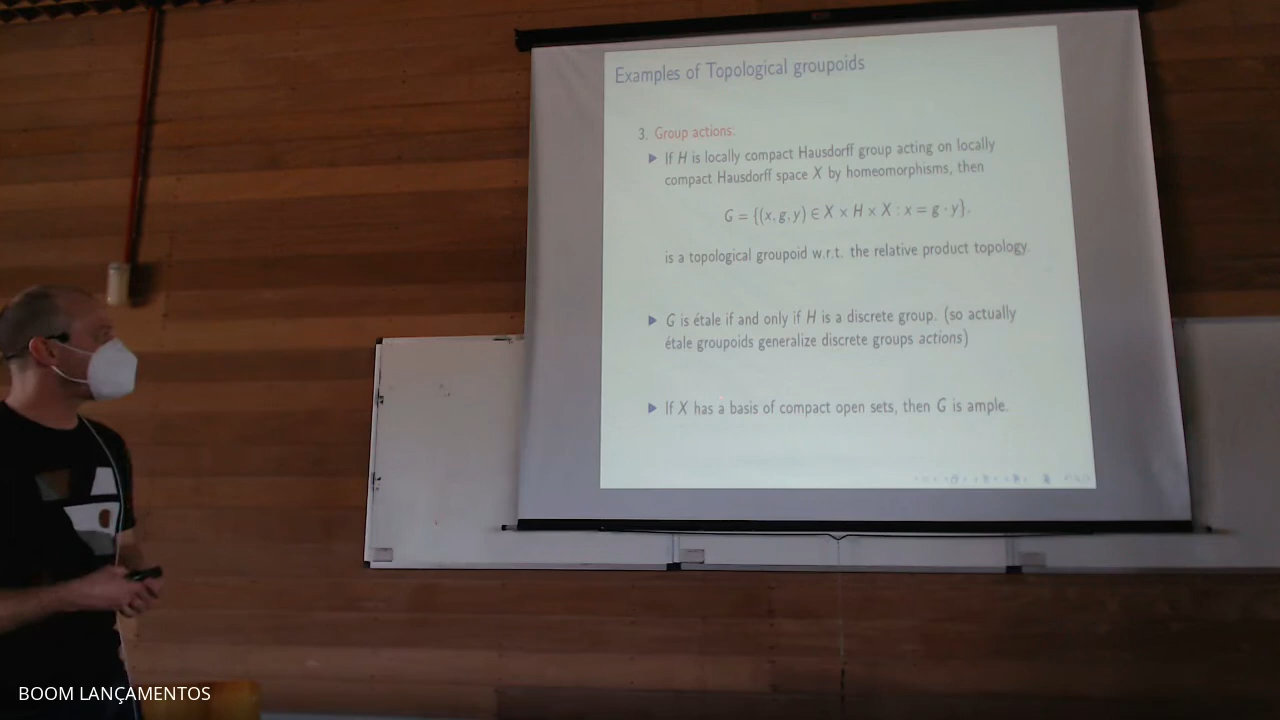 Examples of Topological groupoids
3. Group actions:
▶ If H is locally compact Hausdorff group acting on locally
compact Hausdorff space X by homeomorphisms, then
G = {(x, g, y) ∈ X × H × X : x = g · y}.
is a topological groupoid w.r.t. the relative product topology.
▶ G is étale if and only if H is a discrete group. (so actually
étale groupoids generalize discrete groups actions)
▶ If X has a basis of compact open sets, then G is ample.
BOOM LANÇAMENTOS